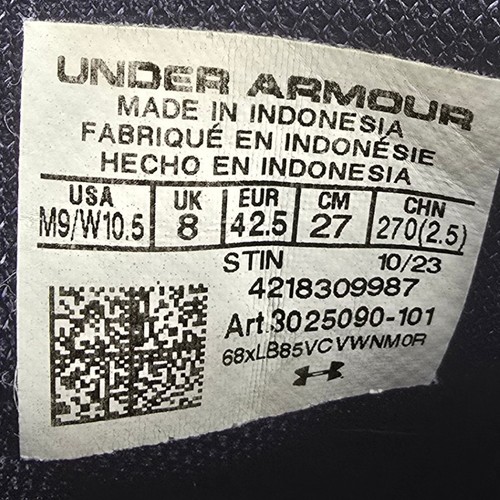 UNDER ARMOUR
MADE IN INDONESIA
FABRIQUÉ EN INDONÉSIE
HECHO EN INDONESIA
USA UK EUR CM CHN
M9/W10.5 8 42.5 27 270(2.5)
STIN 10/23
4218309987
Art.3025090-101
68xLB85VCVWNM0R